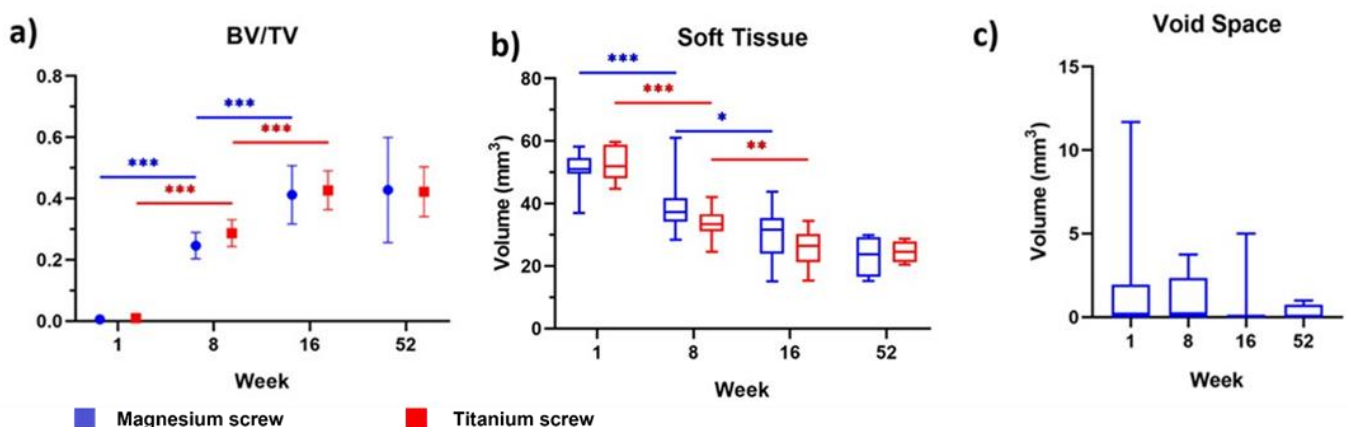 a)
BV/TV
0.8
0.6
0.4
0.2
0.0
***
***
***
***
1 8 16 52
Week
b)
Soft Tissue
Volume (mm³)
80
60
40
20
0
***
***
*
**
1 8 16 52
Week
c)
Void Space
Volume (mm³)
15
10
5
0
1 8 16 52
Week
Magnesium screw
Titanium screw